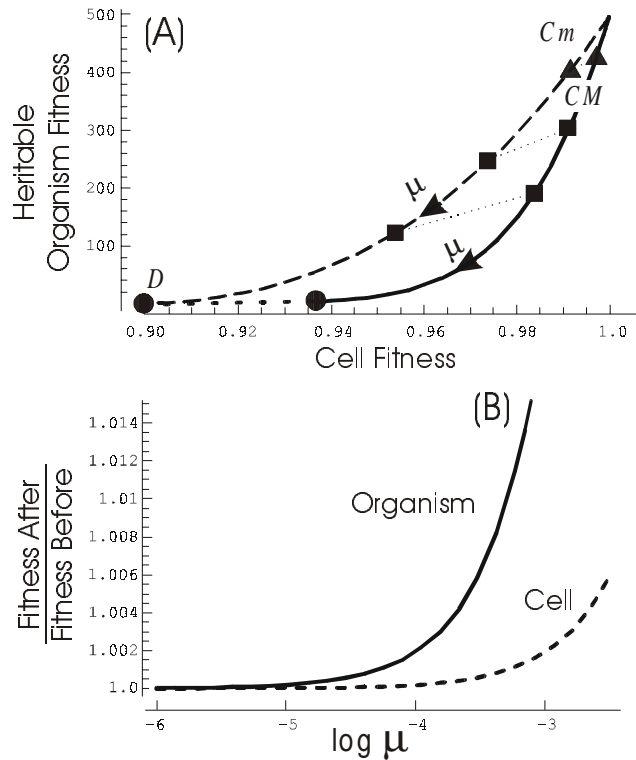 (A)
500
400
300
200
100
Heritable
Organism Fitness
Cm
CM
μ
μ
D
0.90 0.92 0.94 0.96 0.98 1.0
Cell Fitness
(B)
1.014
1.012
1.01
1.008
1.006
1.004
1.002
1.0
Fitness After
Fitness Before
Organism
Cell
-6 -5 -4 -3
log μ